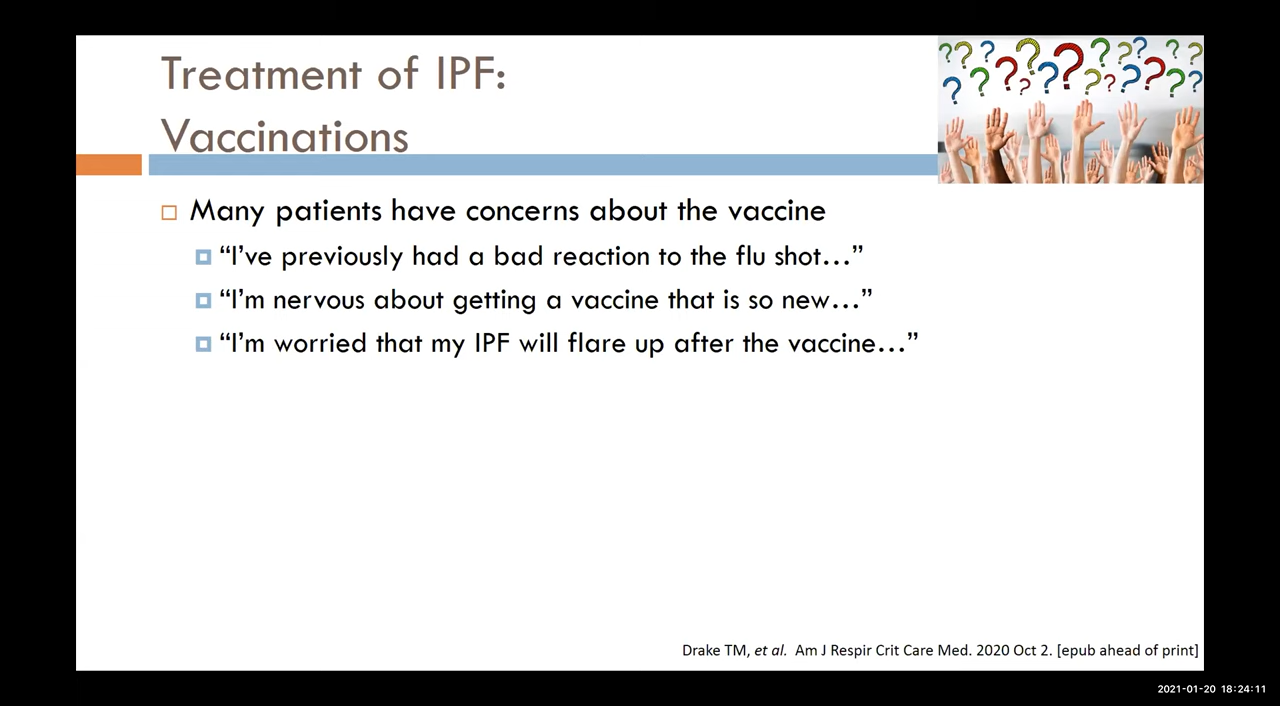 Treatment of IPF:
Vaccinations
Many patients have concerns about the vaccine
“I’ve previously had a bad reaction to the flu shot…”
“I’m nervous about getting a vaccine that is so new…”
“I’m worried that my IPF will flare up after the vaccine…”
Drake TM, et al. Am J Respir Crit Care Med. 2020 Oct 2. [epub ahead of print]
2021-01-20 18:24:11